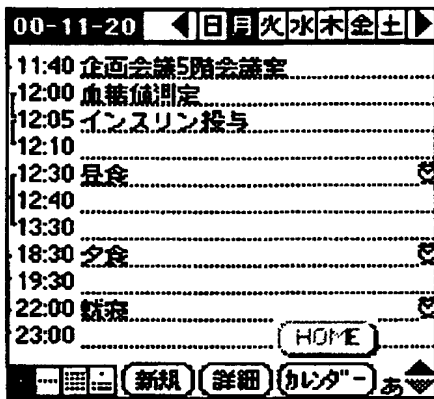 00-11-20 日 月 火 水 木 金 土
11:40 企画会議5階会議室
12:00 血糖値測定
12:05 インスリン投与
12:10
12:30 昼食
12:40
13:30
18:30 夕食
19:30
22:00 就寝
23:00
HOME
新規 詳細 カレンダー あ